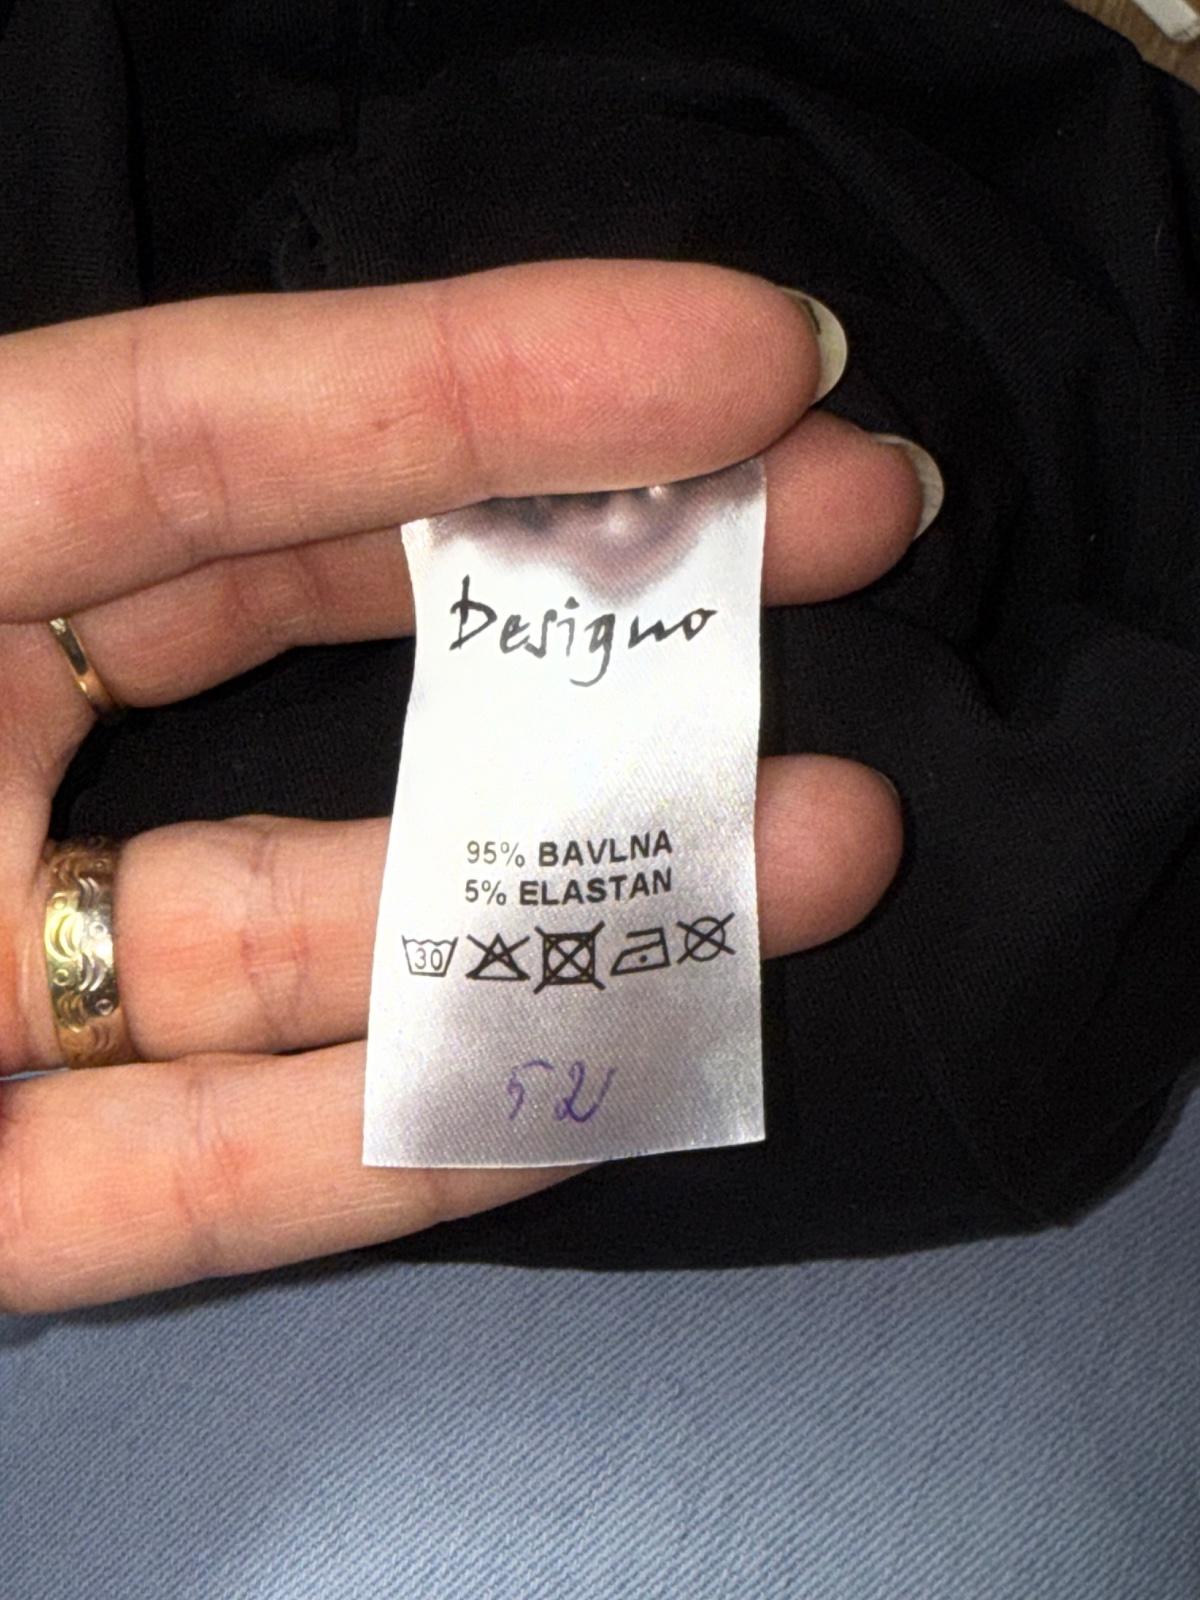 Designo
95% BAVLNA
5% ELASTAN
30
52